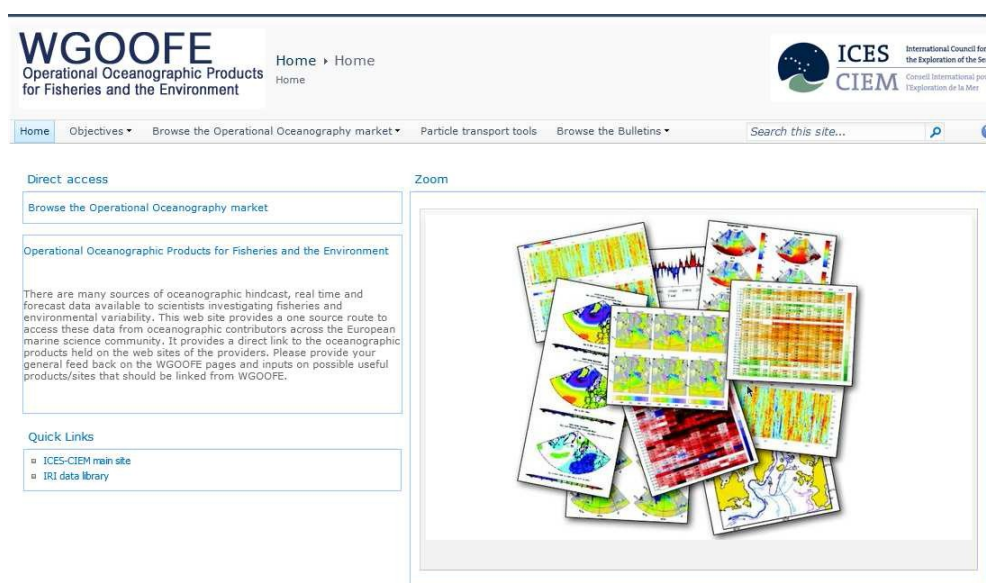 WGOOFE
Operational Oceanographic Products
for Fisheries and the Environment
Home ▸ Home
Home
ICES
CIEM
International Council for
the Exploration of the Se
Conseil International po
l'Exploration de la Mer
Home
Objectives
Browse the Operational Oceanography market
Particle transport tools
Browse the Bulletins
Search this site...
Direct access
Browse the Operational Oceanography market
Operational Oceanographic Products for Fisheries and the Environment
There are many sources of oceanographic hindcast, real time and
forecast data available to scientists investigating fisheries and
environmental variability. This web site provides a one source route to
access these data from oceanographic contributors across the European
marine science community. It provides a direct link to the oceanographic
products held on the web sites of the providers. Please provide your
general feed back on the WGOOFE pages and inputs on possible useful
products/sites that should be linked from WGOOFE.
Quick Links
ICES-CIEM main site
IRI data library
Zoom